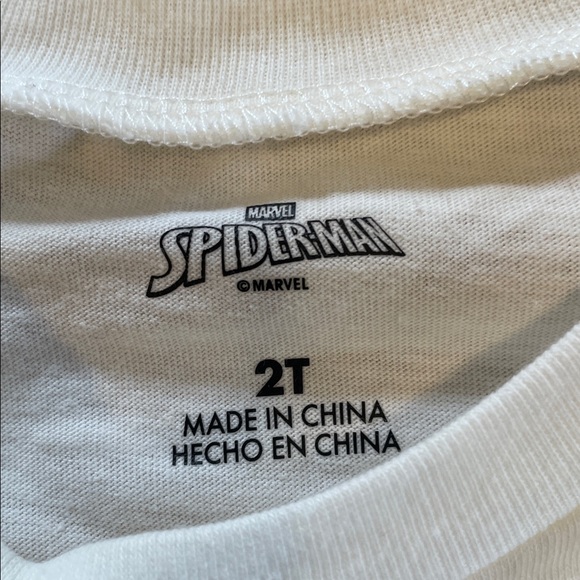 MARVEL
SPIDER-MAN
© MARVEL
2T
MADE IN CHINA
HECHO EN CHINA